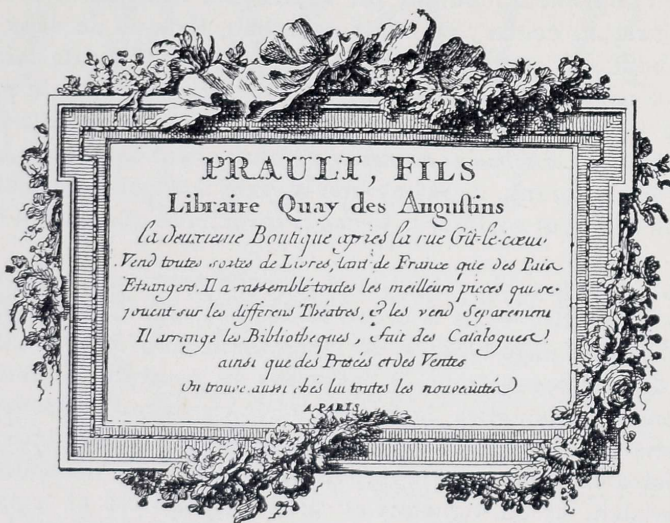 PRAULT, FILS
Libraire Quay des Augustins
la deuxieme Boutique apres la rue Gît-le-cœur
Vend toutes sortes de Livres, tant de France que des Païs
Etrangers. Il a rassemblé toutes les meilleurs pieces qui se
jouent sur les differens Théatres, & les vend Separement
Il arrange les Bibliotheques, fait des Catalogues
ainsi que des Prisées et des Ventes
On trouve aussi chés lui toutes les nouveautés
A PARIS